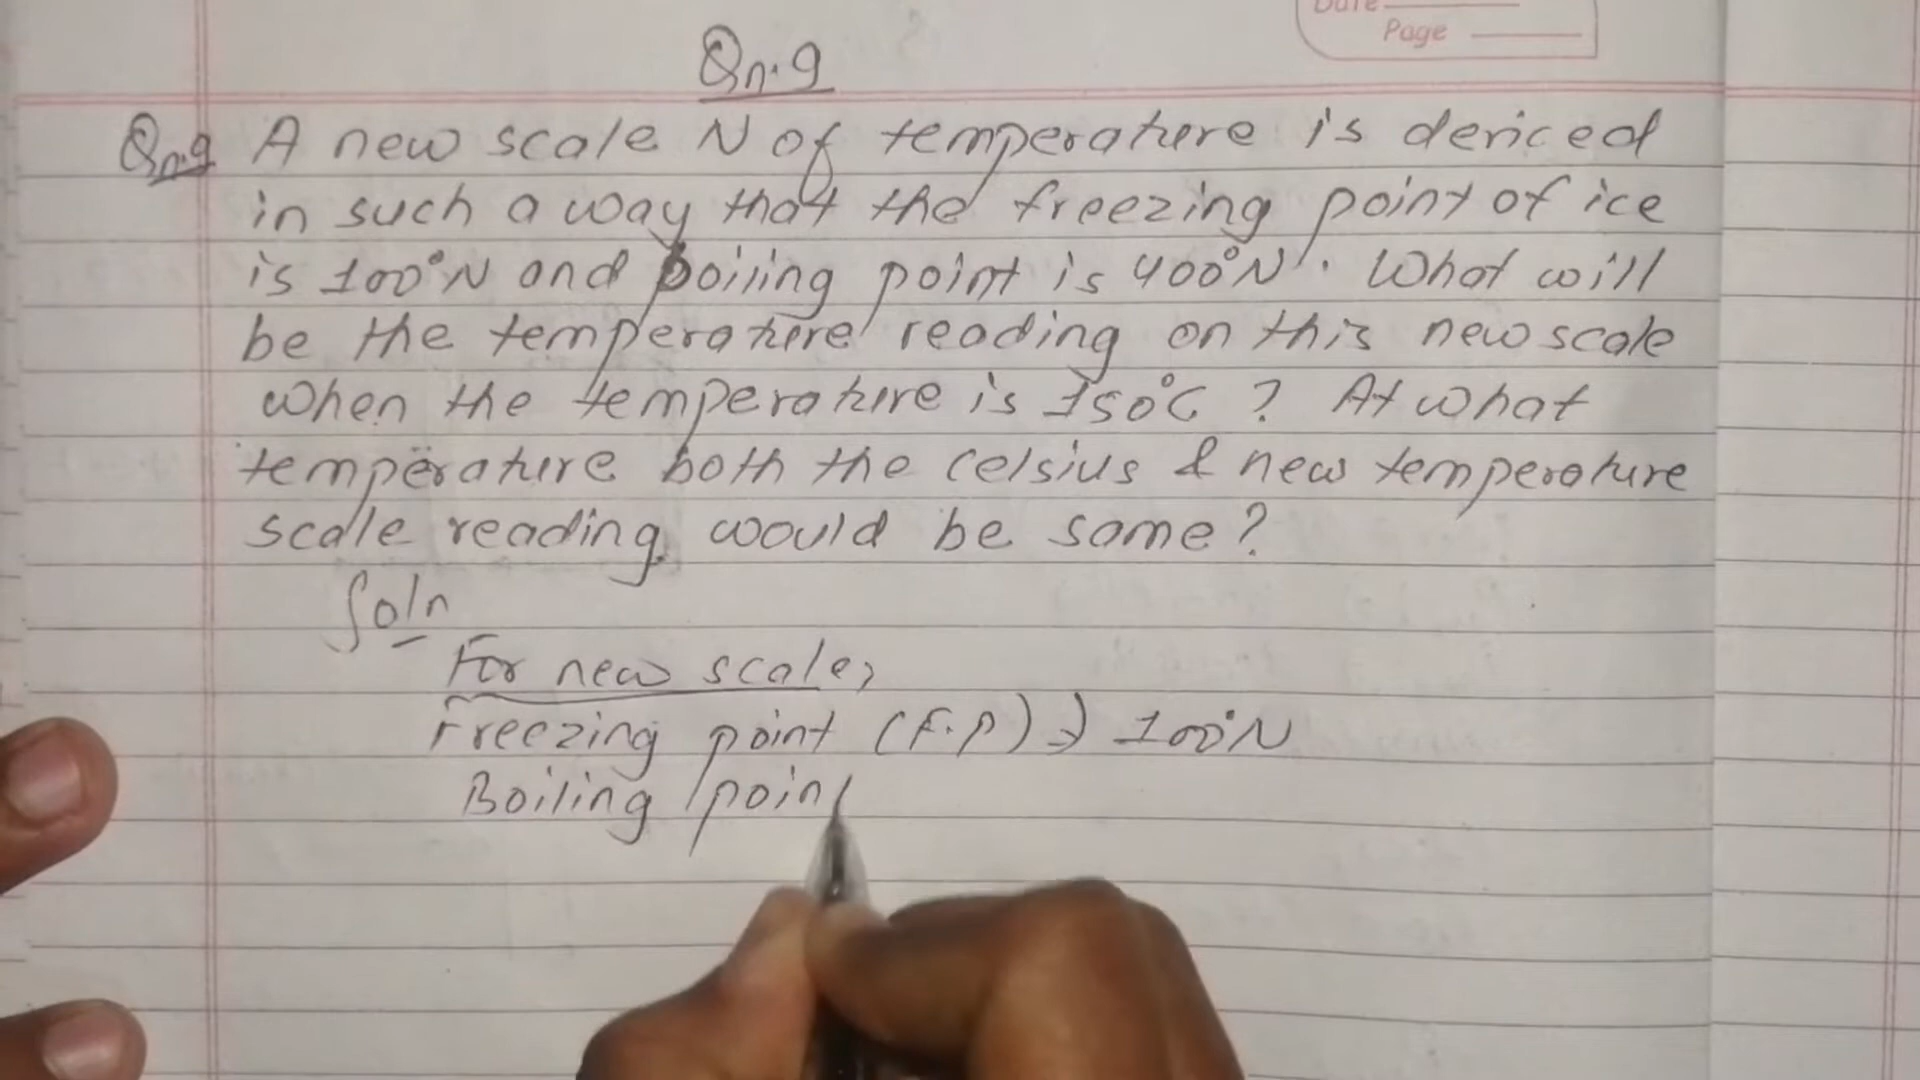 Date
Page
Qn.9
Qn.9 A new scale N of temperature is deviced
in such a way that the freezing point of ice
is 100°N and boiling point is 400°N. What will
be the temperature reading on this new scale
when the temperature is 150°C ? At what
temperature both the celsius & new temperature
scale reading would be same?
Soln
For new scale,
Freezing point (F.P) ⇒ 100°N
Boiling point